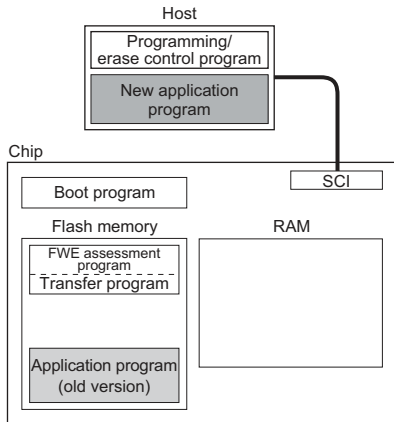 Host
Programming/
erase control program
New application
program
Chip
SCI
Boot program
Flash memory
RAM
FWE assessment
program
Transfer program
Application program
(old version)